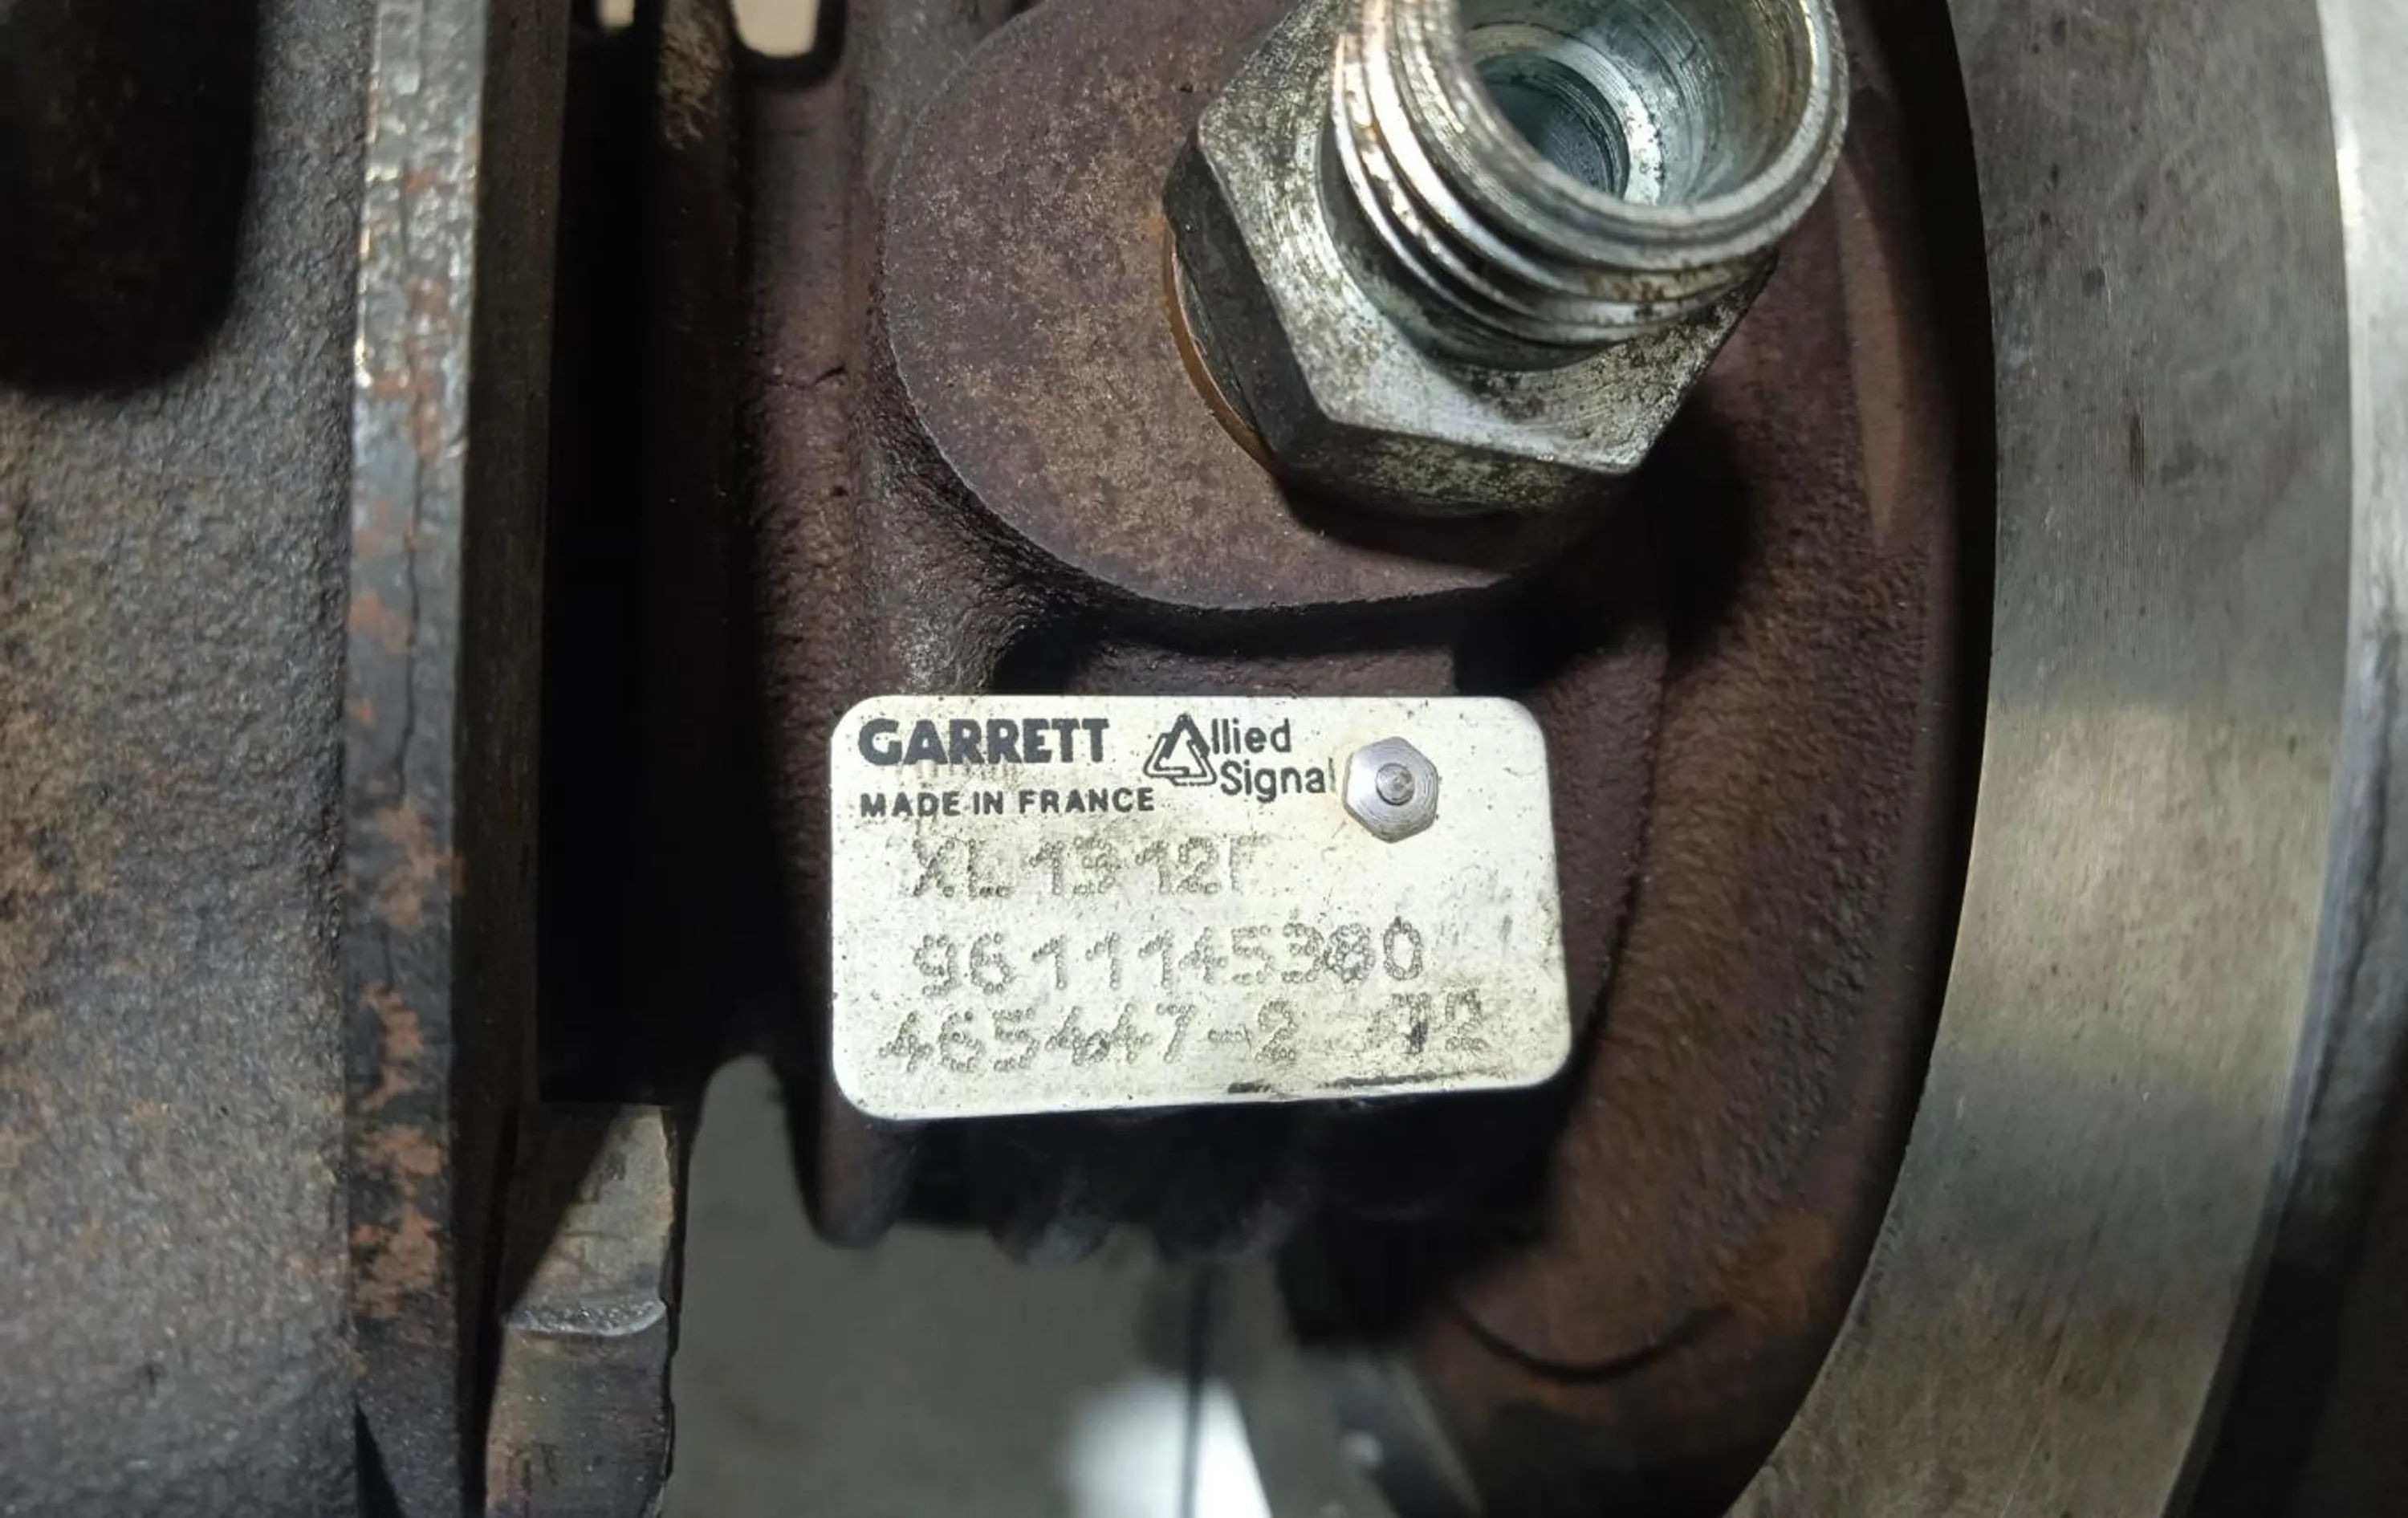 GARRETT Allied Signal
MADE IN FRANCE
9611145380
465447-2